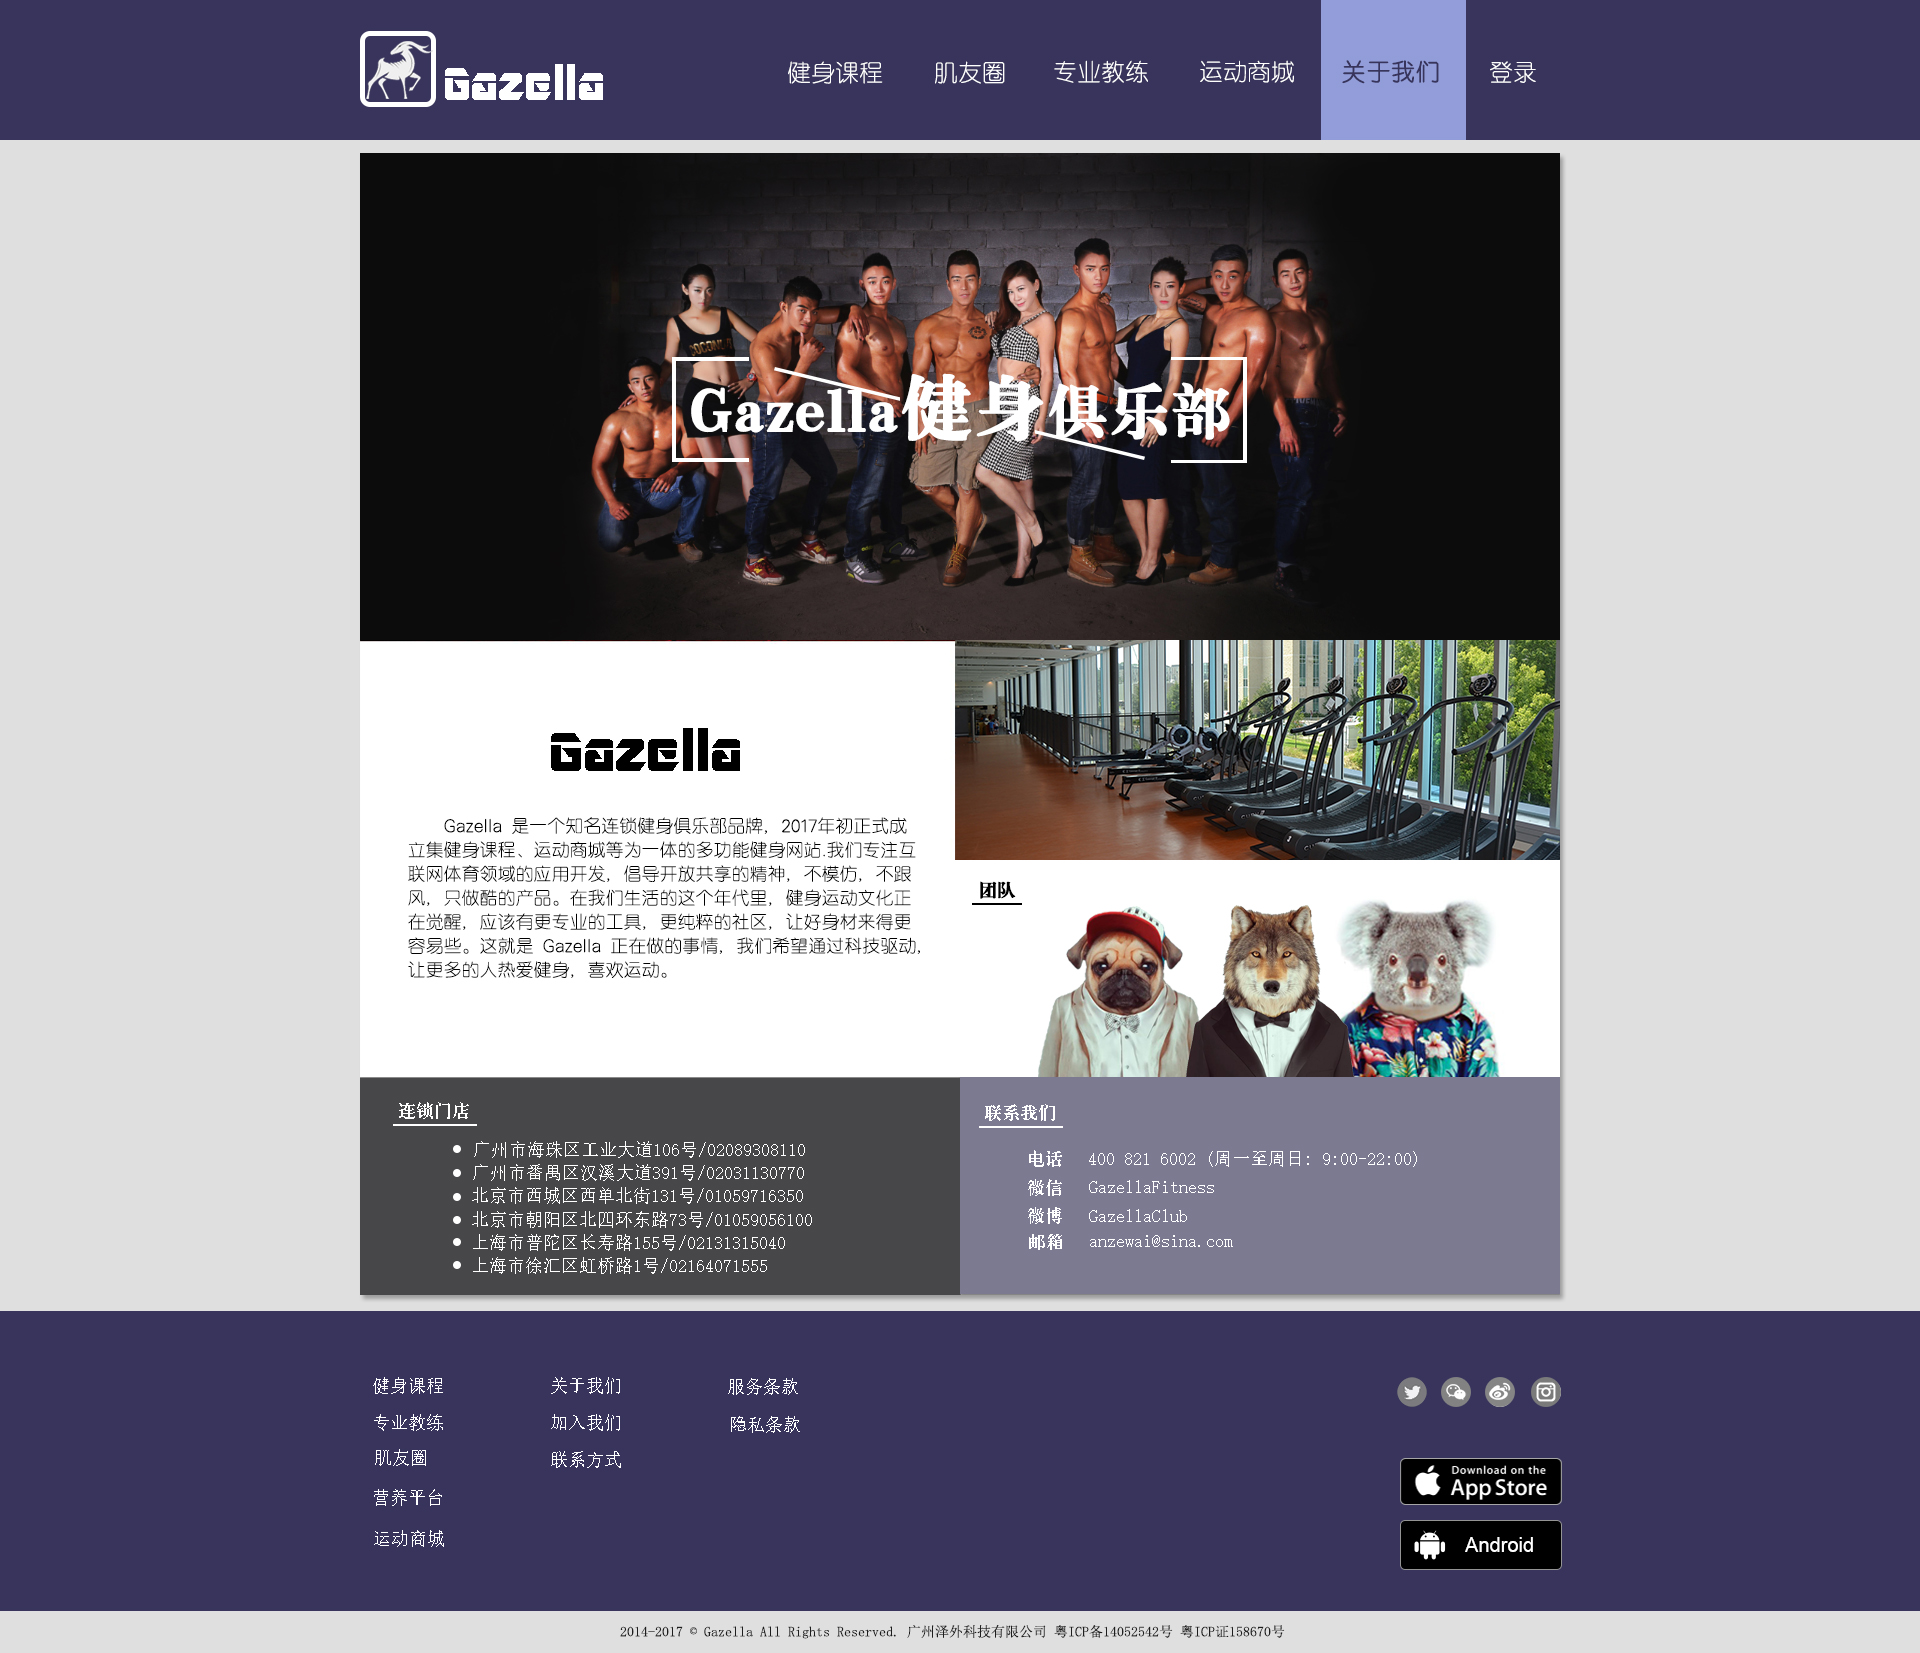 Gazella
健身课程 肌友圈 专业教练 运动商城 关于我们 登录
COCONUT
Gazella健身俱乐部
Gazella
Gazella 是一个知名连锁健身俱乐部品牌，2017年初正式成
立集健身课程、运动商城等为一体的多功能健身网站.我们专注互
联网体育领域的应用开发，倡导开放共享的精神，不模仿，不跟
风，只做酷的产品。在我们生活的这个年代里，健身运动文化正
在觉醒，应该有更专业的工具，更纯粹的社区，让好身材来得更
容易些。这就是 Gazella 正在做的事情，我们希望通过科技驱动，
让更多的人热爱健身，喜欢运动。
团队
连锁门店
广州市海珠区工业大道106号/02089308110
广州市番禺区汉溪大道391号/02031130770
北京市西城区西单北街131号/01059716350
北京市朝阳区北四环东路73号/01059056100
上海市普陀区长寿路155号/02131315040
上海市徐汇区虹桥路1号/02164071555
联系我们
电话 400 821 6002 (周一至周日: 9:00-22:00)
微信 GazellaFitness
微博 GazellaClub
邮箱 anzewai@sina.com
健身课程
专业教练
肌友圈
营养平台
运动商城
关于我们
加入我们
联系方式
服务条款
隐私条款
Download on the
App Store
Android
2014-2017 © Gazella All Rights Reserved. 广州泽外科技有限公司 粤ICP备14052542号 粤ICP证158670号